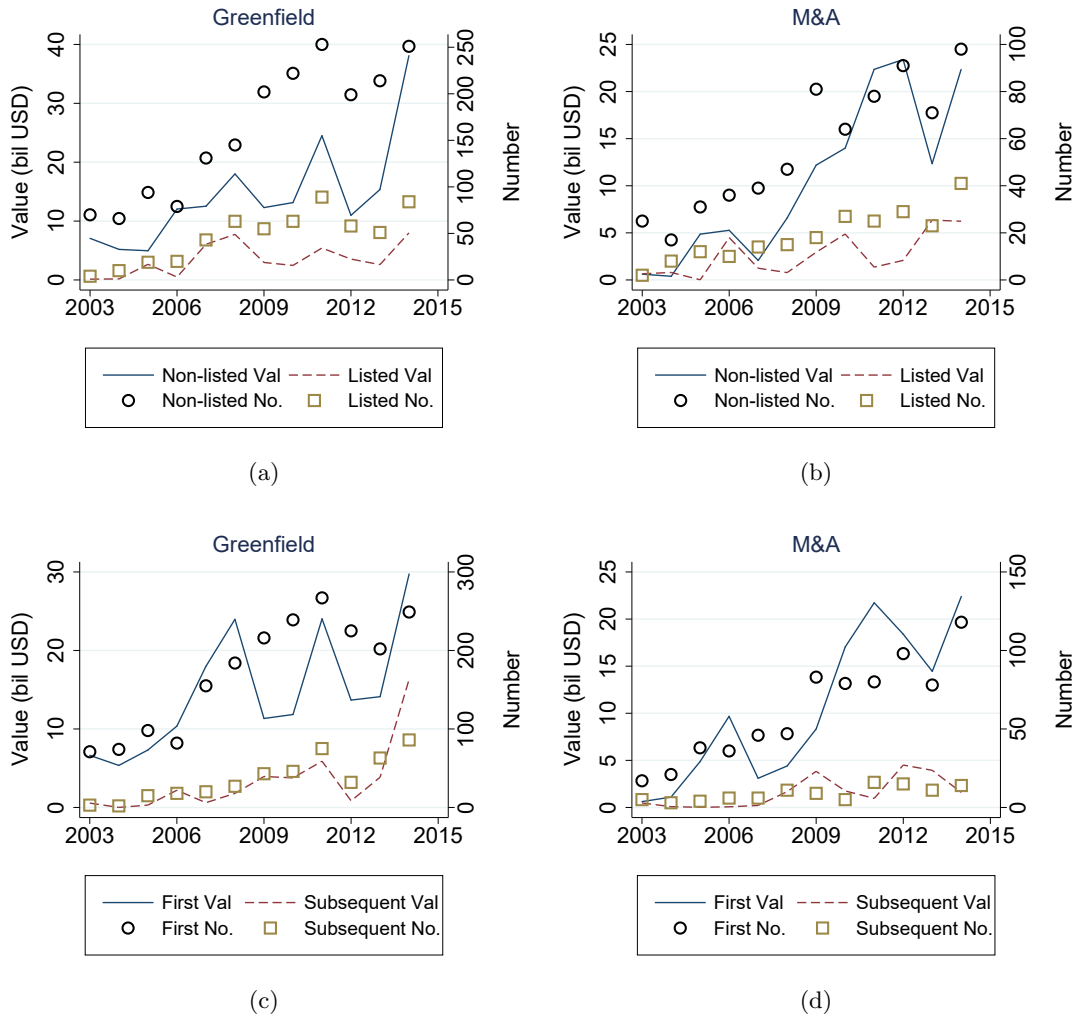 Greenfield
Value (bil USD)
0 10 20 30 40
Number
0 50 100 150 200 250
2003 2006 2009 2012 2015
Non-listed Val Listed Val
Non-listed No. Listed No.
(a)
M&A
Value (bil USD)
0 5 10 15 20 25
Number
0 20 40 60 80 100
2003 2006 2009 2012 2015
Non-listed Val Listed Val
Non-listed No. Listed No.
(b)
Greenfield
Value (bil USD)
0 10 20 30
Number
0 100 200 300
2003 2006 2009 2012 2015
First Val Subsequent Val
First No. Subsequent No.
(c)
M&A
Value (bil USD)
0 5 10 15 20 25
Number
0 50 100 150
2003 2006 2009 2012 2015
First Val Subsequent Val
First No. Subsequent No.
(d)